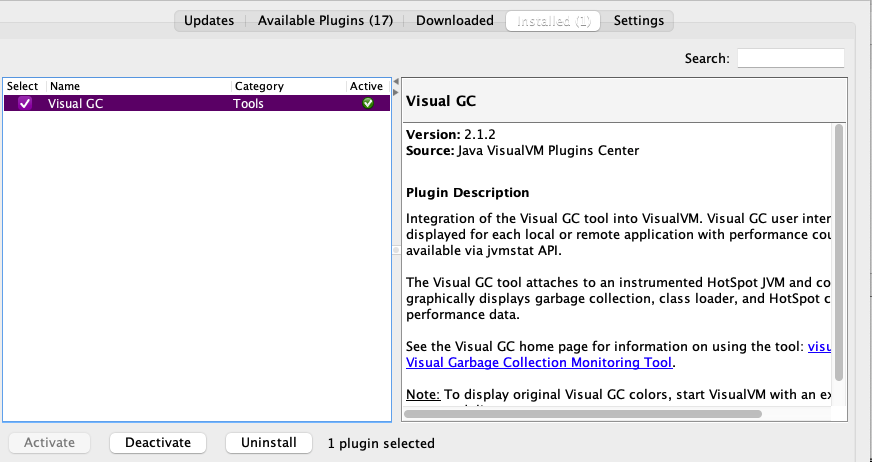 Updates Available Plugins (17) Downloaded Installed (1) Settings
Search:
Select Name Category Active
Visual GC Tools
Visual GC
Version: 2.1.2
Source: Java VisualVM Plugins Center
Plugin Description
Integration of the Visual GC tool into VisualVM. Visual GC user inter
displayed for each local or remote application with performance cou
available via jvmstat API.
The Visual GC tool attaches to an instrumented HotSpot JVM and co
graphically displays garbage collection, class loader, and HotSpot c
performance data.
See the Visual GC home page for information on using the tool: visu
Visual Garbage Collection Monitoring Tool.
Note: To display original Visual GC colors, start VisualVM with an ex
Activate Deactivate Uninstall 1 plugin selected